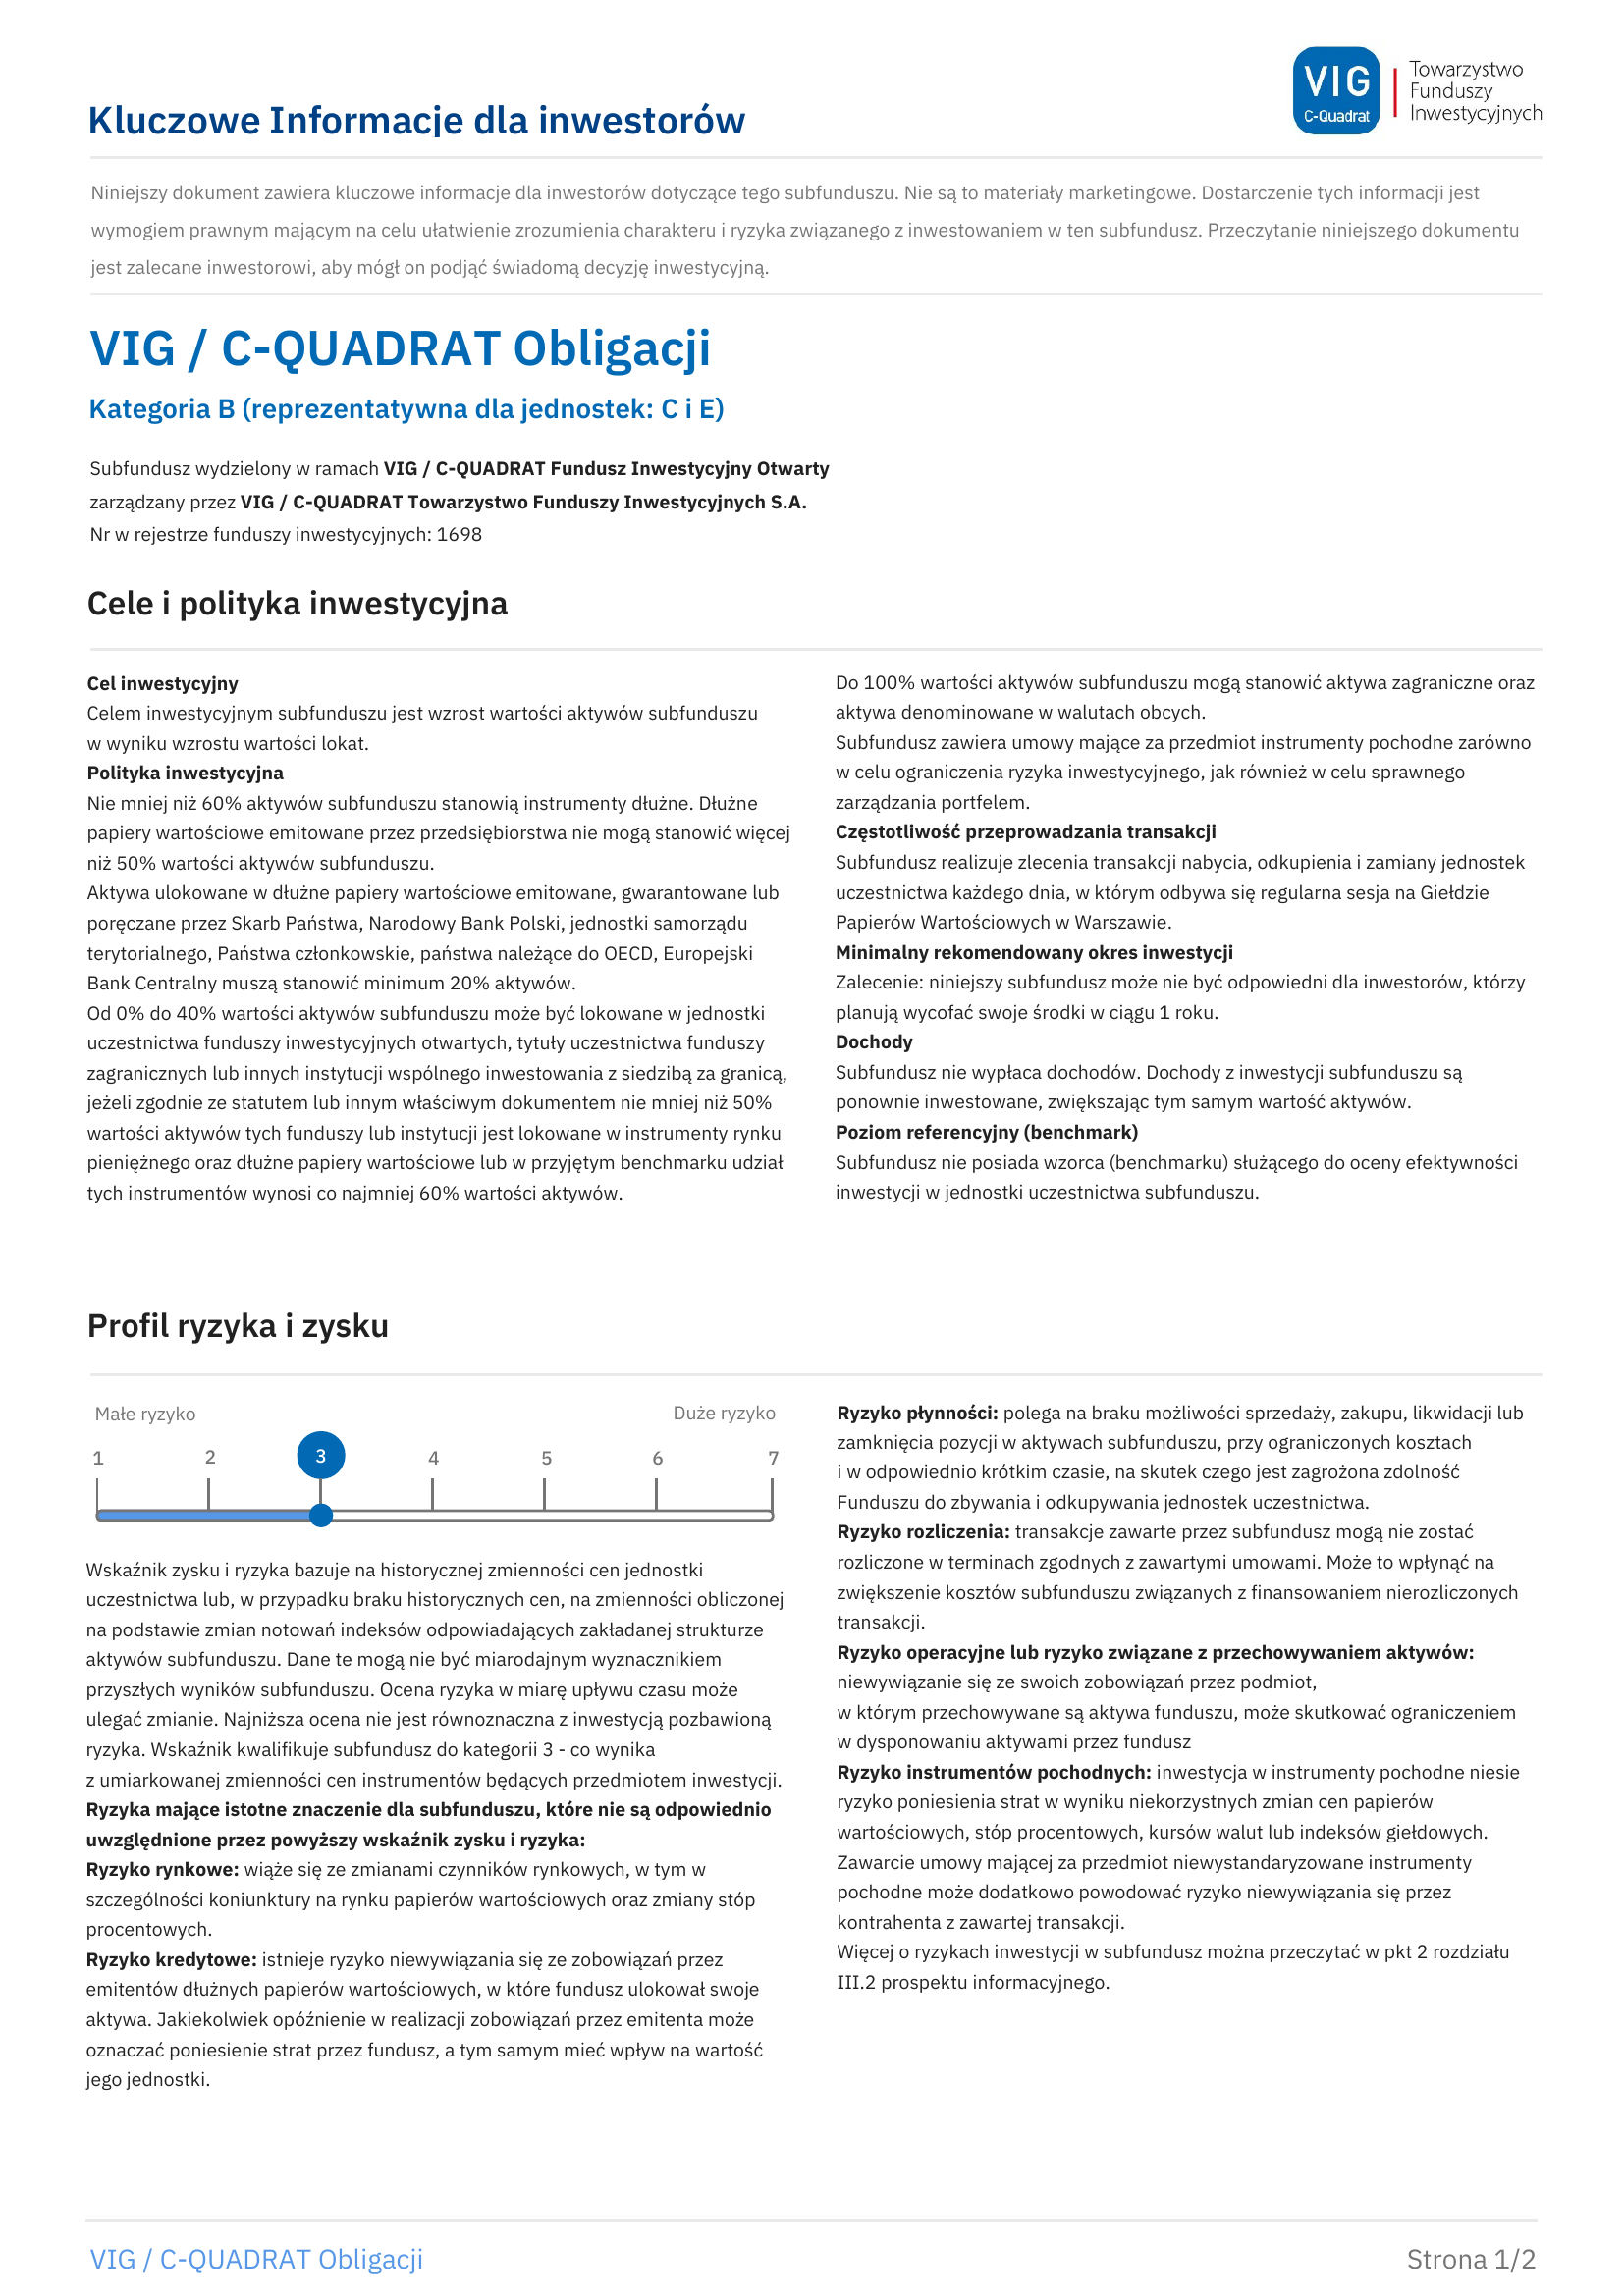 Kluczowe Informacje dla inwestorów
VIG
C-Quadrat
Towarzystwo
Funduszy
Inwestycyjnych
Niniejszy dokument zawiera kluczowe informacje dla inwestorów dotyczące tego subfunduszu. Nie są to materiały marketingowe. Dostarczenie tych informacji jest
wymogiem prawnym mającym na celu ułatwienie zrozumienia charakteru i ryzyka związanego z inwestowaniem w ten subfundusz. Przeczytanie niniejszego dokumentu
jest zalecane inwestorowi, aby mógł on podjąć świadomą decyzję inwestycyjną.
VIG / C-QUADRAT Obligacji
Kategoria B (reprezentatywna dla jednostek: C i E)
Subfundusz wydzielony w ramach VIG / C-QUADRAT Fundusz Inwestycyjny Otwarty
zarządzany przez VIG / C-QUADRAT Towarzystwo Funduszy Inwestycyjnych S.A.
Nr w rejestrze funduszy inwestycyjnych: 1698
Cele i polityka inwestycyjna
Cel inwestycyjny
Celem inwestycyjnym subfunduszu jest wzrost wartości aktywów subfunduszu
w wyniku wzrostu wartości lokat.
Polityka inwestycyjna
Nie mniej niż 60% aktywów subfunduszu stanowią instrumenty dłużne. Dłużne
papiery wartościowe emitowane przez przedsiębiorstwa nie mogą stanowić więcej
niż 50% wartości aktywów subfunduszu.
Aktywa ulokowane w dłużne papiery wartościowe emitowane, gwarantowane lub
poręczane przez Skarb Państwa, Narodowy Bank Polski, jednostki samorządu
terytorialnego, Państwa członkowskie, państwa należące do OECD, Europejski
Bank Centralny muszą stanowić minimum 20% aktywów.
Od 0% do 40% wartości aktywów subfunduszu może być lokowane w jednostki
uczestnictwa funduszy inwestycyjnych otwartych, tytuły uczestnictwa funduszy
zagranicznych lub innych instytucji wspólnego inwestowania z siedzibą za granicą,
jeżeli zgodnie ze statutem lub innym właściwym dokumentem nie mniej niż 50%
wartości aktywów tych funduszy lub instytucji jest lokowane w instrumenty rynku
pieniężnego oraz dłużne papiery wartościowe lub w przyjętym benchmarku udział
tych instrumentów wynosi co najmniej 60% wartości aktywów.
Do 100% wartości aktywów subfunduszu mogą stanowić aktywa zagraniczne oraz
aktywa denominowane w walutach obcych.
Subfundusz zawiera umowy mające za przedmiot instrumenty pochodne zarówno
w celu ograniczenia ryzyka inwestycyjnego, jak również w celu sprawnego
zarządzania portfelem.
Częstotliwość przeprowadzania transakcji
Subfundusz realizuje zlecenia transakcji nabycia, odkupienia i zamiany jednostek
uczestnictwa każdego dnia, w którym odbywa się regularna sesja na Giełdzie
Papierów Wartościowych w Warszawie.
Minimalny rekomendowany okres inwestycji
Zalecenie: niniejszy subfundusz może nie być odpowiedni dla inwestorów, którzy
planują wycofać swoje środki w ciągu 1 roku.
Dochody
Subfundusz nie wypłaca dochodów. Dochody z inwestycji subfunduszu są
ponownie inwestowane, zwiększając tym samym wartość aktywów.
Poziom referencyjny (benchmark)
Subfundusz nie posiada wzorca (benchmarku) służącego do oceny efektywności
inwestycji w jednostki uczestnictwa subfunduszu.
Profil ryzyka i zysku
Małe ryzyko Duże ryzyko
1 2 3 4 5 6 7
Wskaźnik zysku i ryzyka bazuje na historycznej zmienności cen jednostki
uczestnictwa lub, w przypadku braku historycznych cen, na zmienności obliczonej
na podstawie zmian notowań indeksów odpowiadających zakładanej strukturze
aktywów subfunduszu. Dane te mogą nie być miarodajnym wyznacznikiem
przyszłych wyników subfunduszu. Ocena ryzyka w miarę upływu czasu może
ulegać zmianie. Najniższa ocena nie jest równoznaczna z inwestycją pozbawioną
ryzyka. Wskaźnik kwalifikuje subfundusz do kategorii 3 - co wynika
z umiarkowanej zmienności cen instrumentów będących przedmiotem inwestycji.
Ryzyka mające istotne znaczenie dla subfunduszu, które nie są odpowiednio
uwzględnione przez powyższy wskaźnik zysku i ryzyka:
Ryzyko rynkowe: wiąże się ze zmianami czynników rynkowych, w tym w
szczególności koniunktury na rynku papierów wartościowych oraz zmiany stóp
procentowych.
Ryzyko kredytowe: istnieje ryzyko niewywiązania się ze zobowiązań przez
emitentów dłużnych papierów wartościowych, w które fundusz ulokował swoje
aktywa. Jakiekolwiek opóźnienie w realizacji zobowiązań przez emitenta może
oznaczać poniesienie strat przez fundusz, a tym samym mieć wpływ na wartość
jego jednostki.
Ryzyko płynności: polega na braku możliwości sprzedaży, zakupu, likwidacji lub
zamknięcia pozycji w aktywach subfunduszu, przy ograniczonych kosztach
i w odpowiednio krótkim czasie, na skutek czego jest zagrożona zdolność
Funduszu do zbywania i odkupywania jednostek uczestnictwa.
Ryzyko rozliczenia: transakcje zawarte przez subfundusz mogą nie zostać
rozliczone w terminach zgodnych z zawartymi umowami. Może to wpłynąć na
zwiększenie kosztów subfunduszu związanych z finansowaniem nierozliczonych
transakcji.
Ryzyko operacyjne lub ryzyko związane z przechowywaniem aktywów:
niewywiązanie się ze swoich zobowiązań przez podmiot,
w którym przechowywane są aktywa funduszu, może skutkować ograniczeniem
w dysponowaniu aktywami przez fundusz
Ryzyko instrumentów pochodnych: inwestycja w instrumenty pochodne niesie
ryzyko poniesienia strat w wyniku niekorzystnych zmian cen papierów
wartościowych, stóp procentowych, kursów walut lub indeksów giełdowych.
Zawarcie umowy mającej za przedmiot niewystandaryzowane instrumenty
pochodne może dodatkowo powodować ryzyko niewywiązania się przez
kontrahenta z zawartej transakcji.
Więcej o ryzykach inwestycji w subfundusz można przeczytać w pkt 2 rozdziału
III.2 prospektu informacyjnego.
VIG / C-QUADRAT Obligacji
Strona 1/2